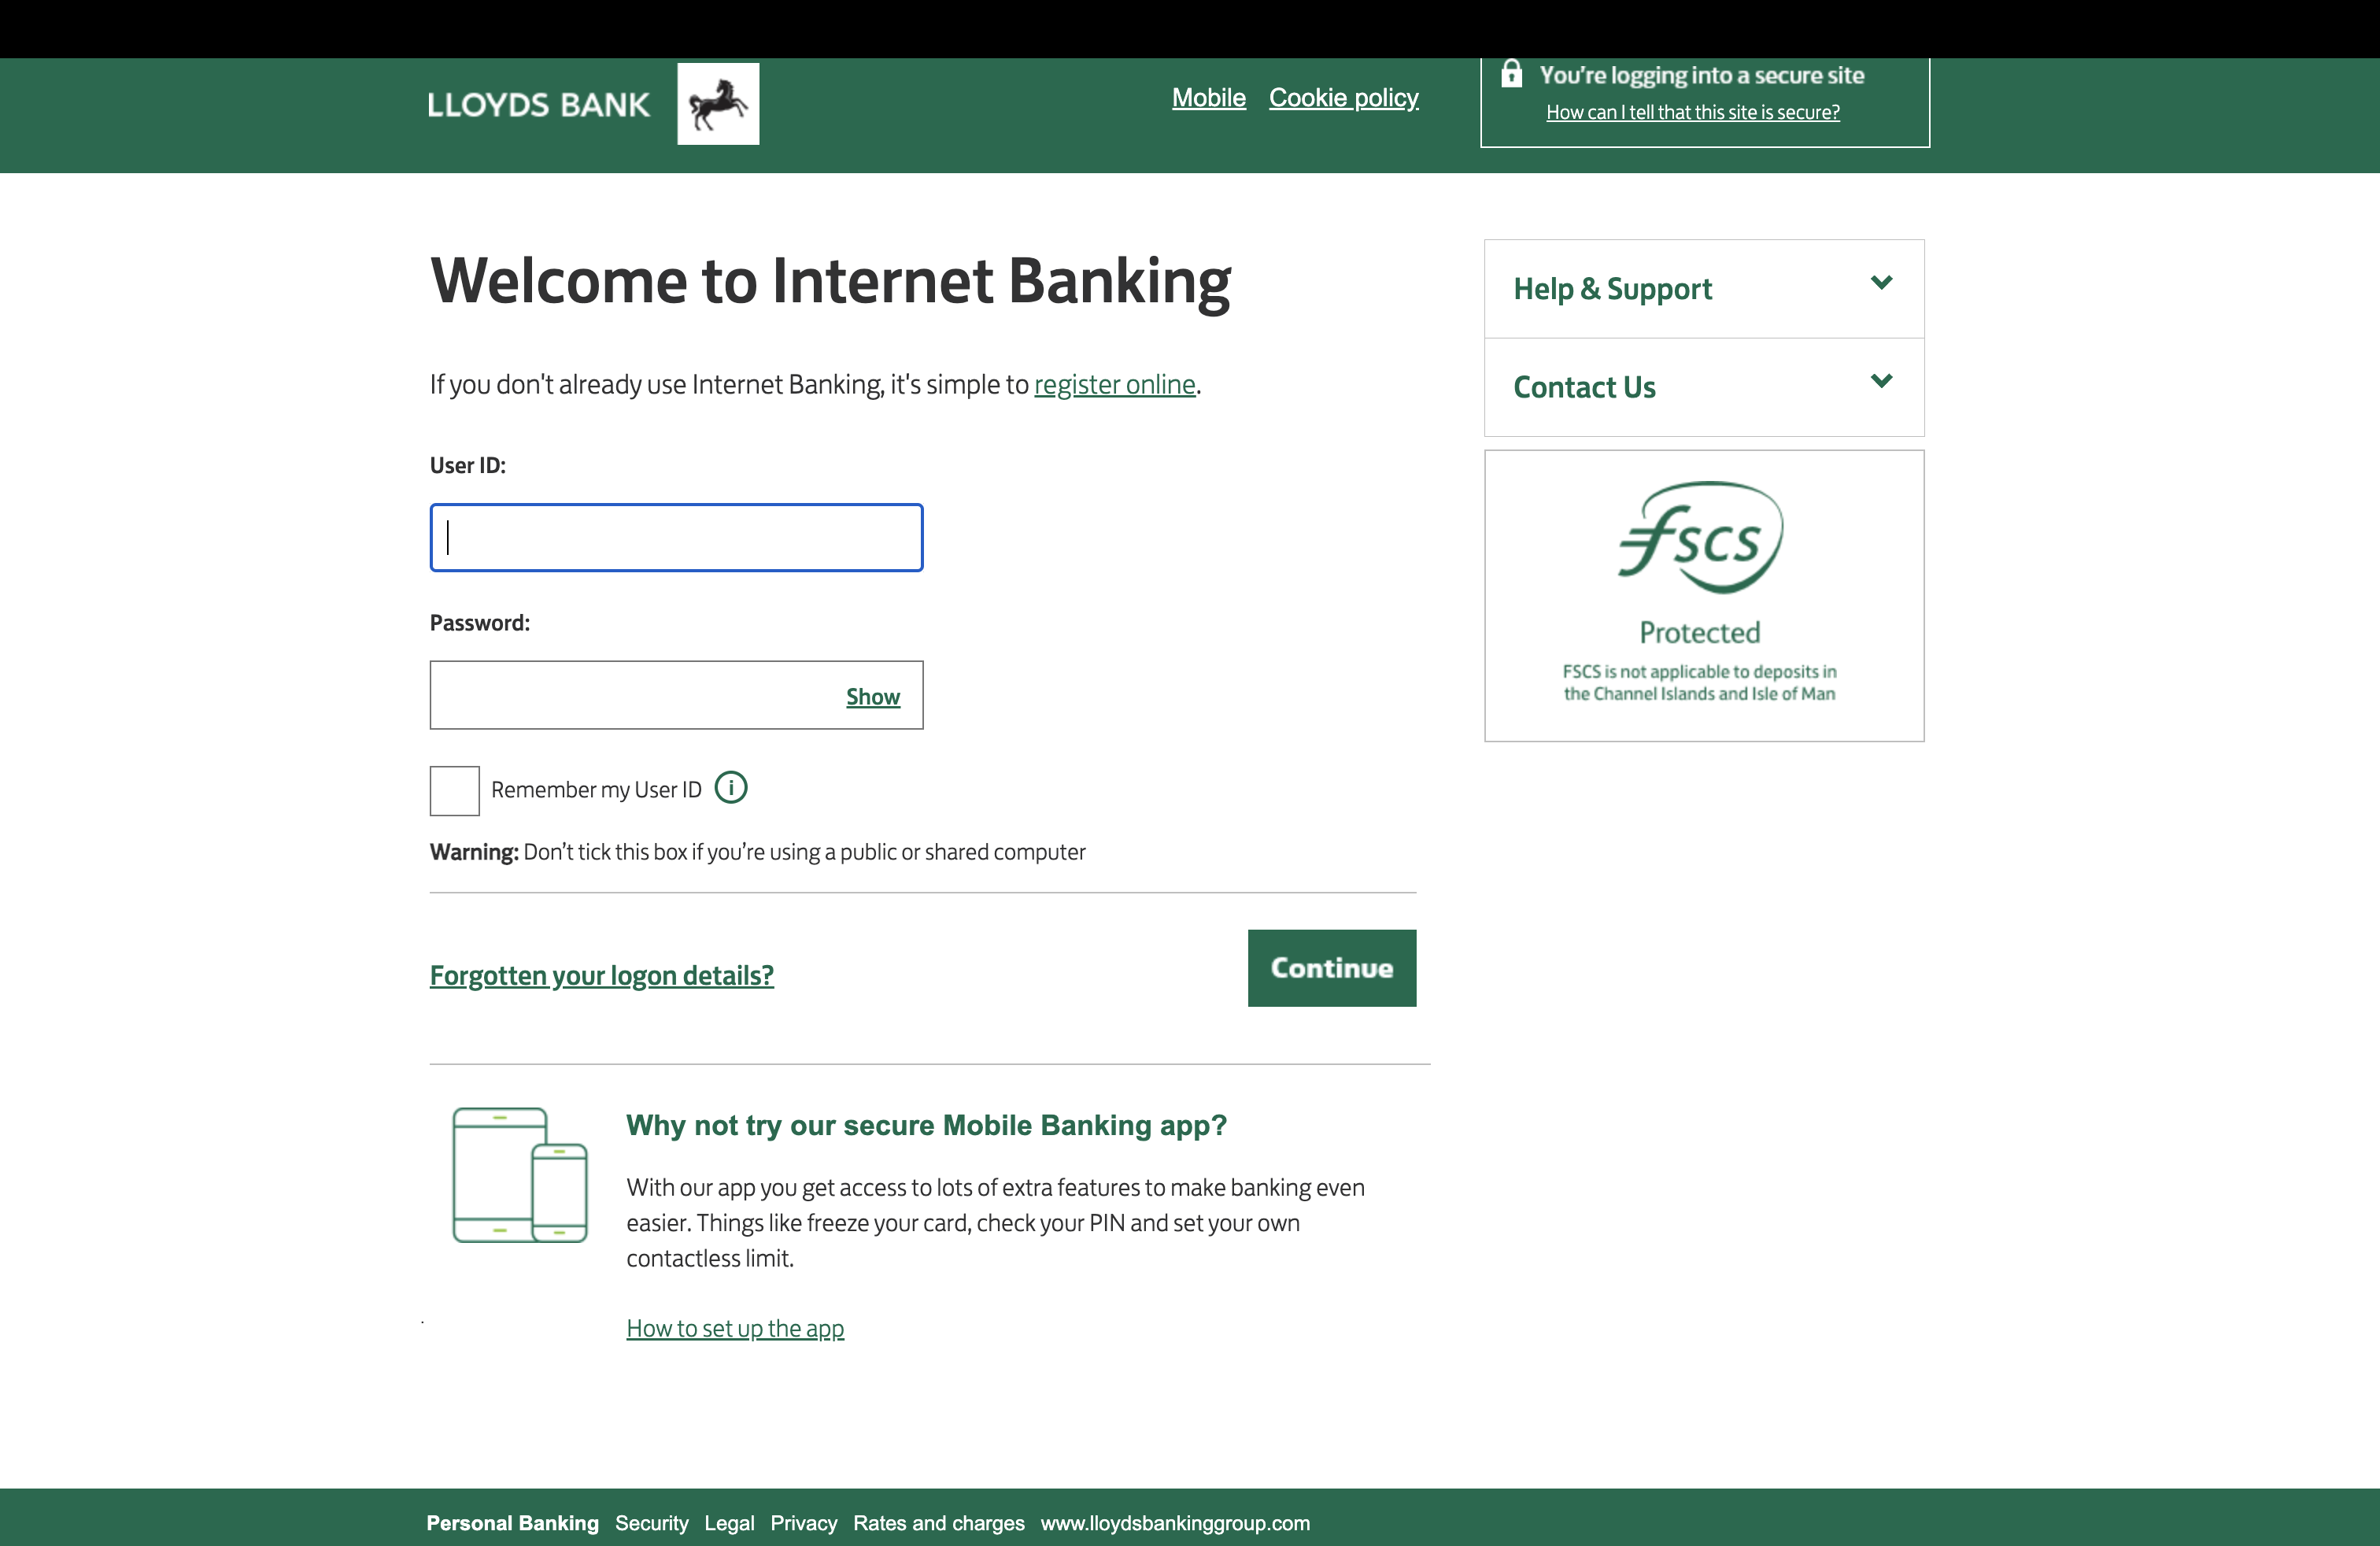 LLOYDS BANK
Mobile Cookie policy
You're logging into a secure site
How can I tell that this site is secure?
Welcome to Internet Banking
If you don't already use Internet Banking, it's simple to register online.
User ID:
Password:
Show
Remember my User ID i
Warning: Don’t tick this box if you’re using a public or shared computer
Forgotten your logon details?
Continue
Why not try our secure Mobile Banking app?
With our app you get access to lots of extra features to make banking even
easier. Things like freeze your card, check your PIN and set your own
contactless limit.
How to set up the app
Help & Support
Contact Us
fscs
Protected
FSCS is not applicable to deposits in
the Channel Islands and Isle of Man
Personal Banking Security Legal Privacy Rates and charges www.lloydsbankinggroup.com